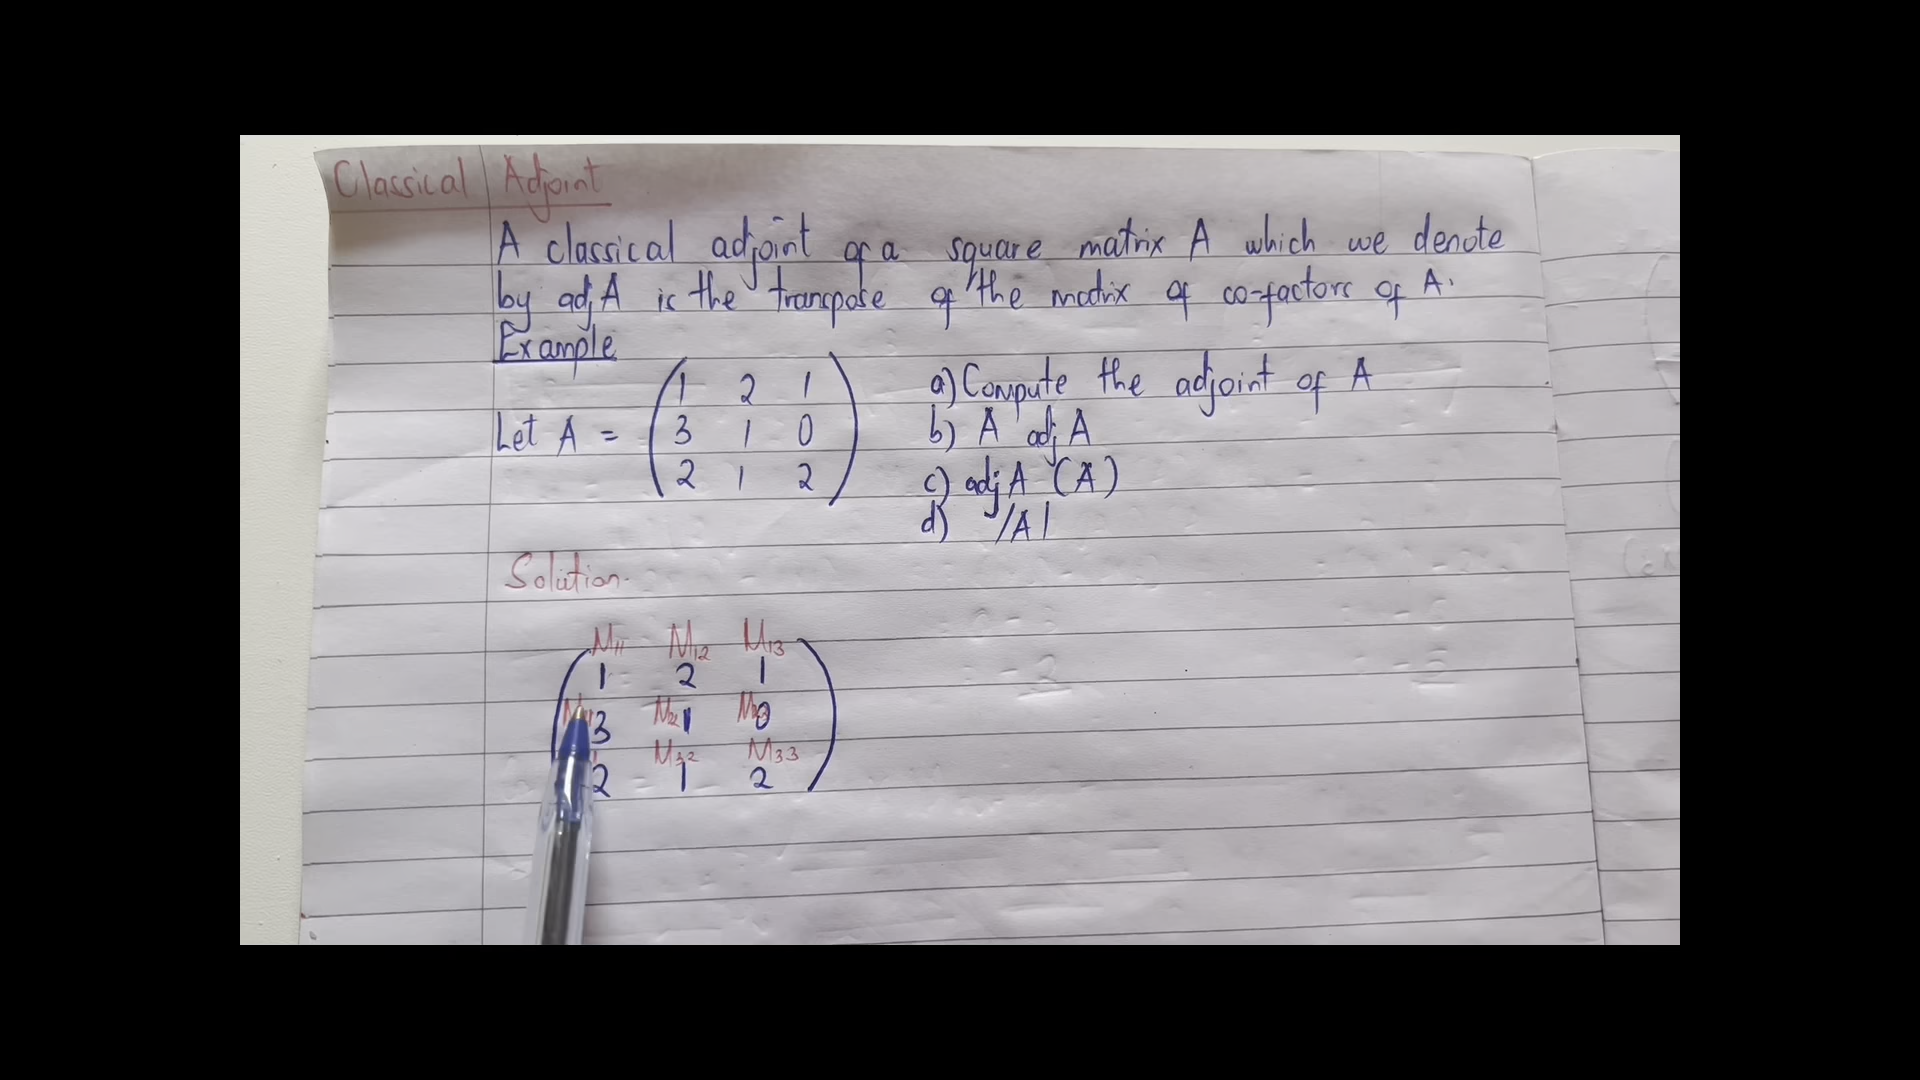 Classical Adjoint
A classical adjoint of a square matrix A which we denote
by adj A is the transpose of the matrix of co-factors of A.
Example
Let A = ( 1 2 1
3 1 0
2 1 2 )
a) Compute the adjoint of A
b) A adj A
c) adj A (A)
d) |A|
Solution.
M11 M12 M13
1 2 1
3 1 0
M32 M33
2 1 2